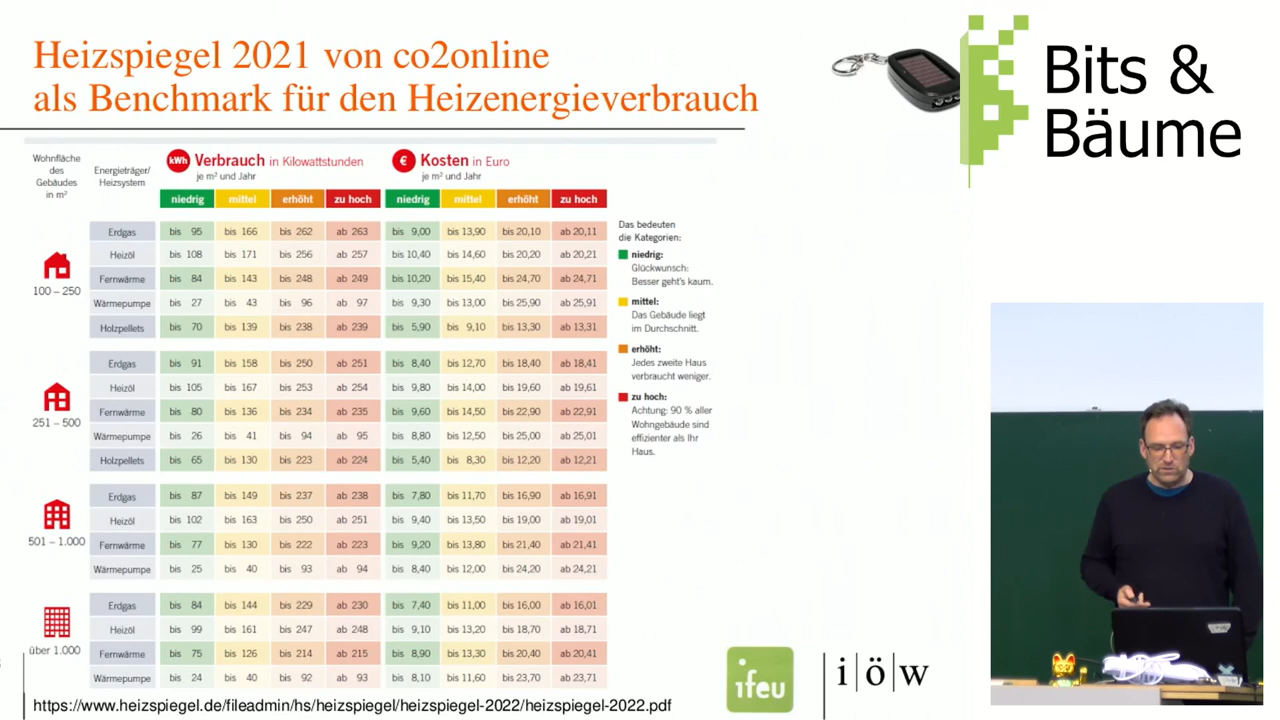 Heizspiegel 2021 von co2online
als Benchmark für den Heizenergieverbrauch
Bits &
Bäume
Wohnfläche
des
Gebäudes
in m²
Energieträger/
Heizsystem
kWh Verbrauch in Kilowattstunden
je m² und Jahr
€ Kosten in Euro
je m² und Jahr
niedrig mittel erhöht zu hoch niedrig mittel erhöht zu hoch
100 – 250
Erdgas bis 95 bis 166 bis 262 ab 263 bis 9,00 bis 13,90 bis 20,10 ab 20,11
Heizöl bis 108 bis 171 bis 256 ab 257 bis 10,40 bis 14,60 bis 20,20 ab 20,21
Fernwärme bis 84 bis 143 bis 248 ab 249 bis 10,20 bis 15,40 bis 24,70 ab 24,71
Wärmepumpe bis 27 bis 43 bis 96 ab 97 bis 9,30 bis 13,00 bis 25,90 ab 25,91
Holzpellets bis 70 bis 139 bis 238 ab 239 bis 5,90 bis 9,10 bis 13,30 ab 13,31
251 – 500
Erdgas bis 91 bis 158 bis 250 ab 251 bis 8,40 bis 12,70 bis 18,40 ab 18,41
Heizöl bis 105 bis 167 bis 253 ab 254 bis 9,80 bis 14,00 bis 19,60 ab 19,61
Fernwärme bis 80 bis 136 bis 234 ab 235 bis 9,60 bis 14,50 bis 22,90 ab 22,91
Wärmepumpe bis 26 bis 41 bis 94 ab 95 bis 8,80 bis 12,50 bis 25,00 ab 25,01
Holzpellets bis 65 bis 130 bis 223 ab 224 bis 5,40 bis 8,30 bis 12,20 ab 12,21
501 – 1.000
Erdgas bis 87 bis 149 bis 237 ab 238 bis 7,80 bis 11,70 bis 16,90 ab 16,91
Heizöl bis 102 bis 163 bis 250 ab 251 bis 9,40 bis 13,50 bis 19,00 ab 19,01
Fernwärme bis 77 bis 130 bis 222 ab 223 bis 9,20 bis 13,80 bis 21,40 ab 21,41
Wärmepumpe bis 25 bis 40 bis 93 ab 94 bis 8,40 bis 12,00 bis 24,20 ab 24,21
über 1.000
Erdgas bis 84 bis 144 bis 229 ab 230 bis 7,40 bis 11,00 bis 16,00 ab 16,01
Heizöl bis 99 bis 161 bis 247 ab 248 bis 9,10 bis 13,20 bis 18,70 ab 18,71
Fernwärme bis 75 bis 126 bis 214 ab 215 bis 8,90 bis 13,30 bis 20,40 ab 20,41
Wärmepumpe bis 24 bis 40 bis 92 ab 93 bis 8,10 bis 11,60 bis 23,70 ab 23,71
Das bedeuten
die Kategorien:
niedrig:
Glückwunsch:
Besser geht's kaum.
mittel:
Das Gebäude liegt
im Durchschnitt.
erhöht:
Jedes zweite Haus
verbraucht weniger.
zu hoch:
Achtung: 90 % aller
Wohngebäude sind
effizienter als Ihr
Haus.
ifeu
i|ö|w
https://www.heizspiegel.de/fileadmin/hs/heizspiegel/heizspiegel-2022/heizspiegel-2022.pdf